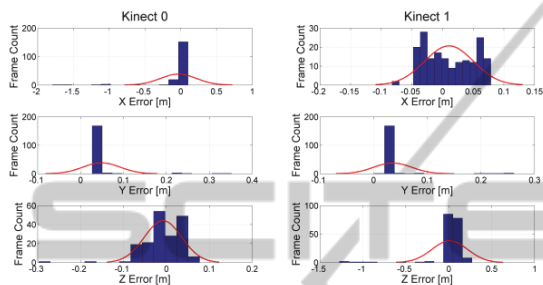 Kinect 0
Kinect 1
Frame Count
200
100
0
-2 -1.5 -1 -0.5 0 0.5 1
X Error [m]
Frame Count
30
20
10
0
-0.2 -0.15 -0.1 -0.05 0 0.05 0.1 0.15
X Error [m]
Frame Count
200
100
0
-0.1 0 0.1 0.2 0.3 0.4
Y Error [m]
Frame Count
200
100
0
-0.1 0 0.1 0.2 0.3
Y Error [m]
Frame Count
60
40
20
0
-0.3 -0.2 -0.1 0 0.1 0.2
Z Error [m]
Frame Count
100
50
0
-1.5 -1 -0.5 0 0.5 1
Z Error [m]
SCITE